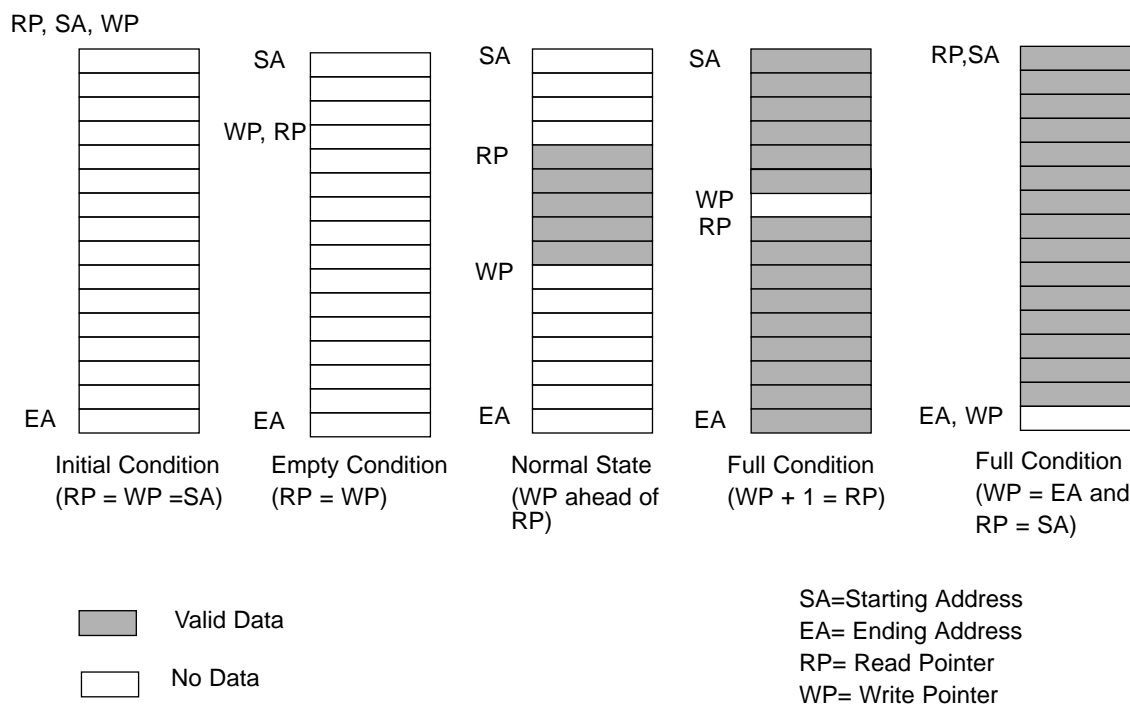 RP, SA, WP
EA
Initial Condition
(RP = WP =SA)
SA
WP, RP
EA
Empty Condition
(RP = WP)
SA
RP
WP
EA
Normal State
(WP ahead of
RP)
SA
WP
RP
EA
Full Condition
(WP + 1 = RP)
RP,SA
EA, WP
Full Condition
(WP = EA and
RP = SA)
Valid Data
No Data
SA=Starting Address
EA= Ending Address
RP= Read Pointer
WP= Write Pointer